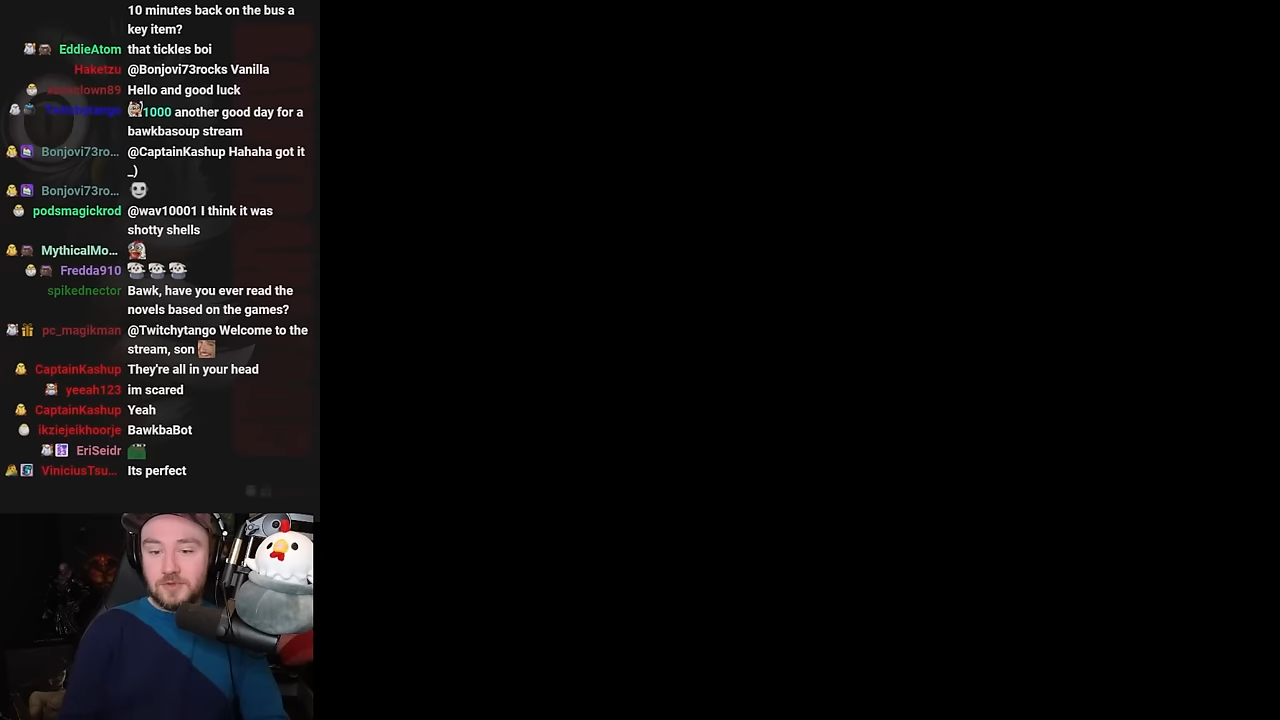 10 minutes back on the bus a
key item?
EddieAtom that tickles boi
Haketzu @Bonjovi73rocks Vanilla
Hello and good luck
Twitchytango 1000 another good day for a
bawkbasoup stream
Bonjovi73ro... @CaptainKashup Hahaha got it
_)
Bonjovi73ro...
podsmagickrod @wav10001 I think it was
shotty shells
MythicalMo...
Fredda910
spikednector Bawk, have you ever read the
novels based on the games?
pc_magikman @Twitchytango Welcome to the
stream, son
CaptainKashup They're all in your head
yeeah123 im scared
CaptainKashup Yeah
ikziejeikhoorje BawkbaBot
EriSeidr
ViniciusTsu... Its perfect